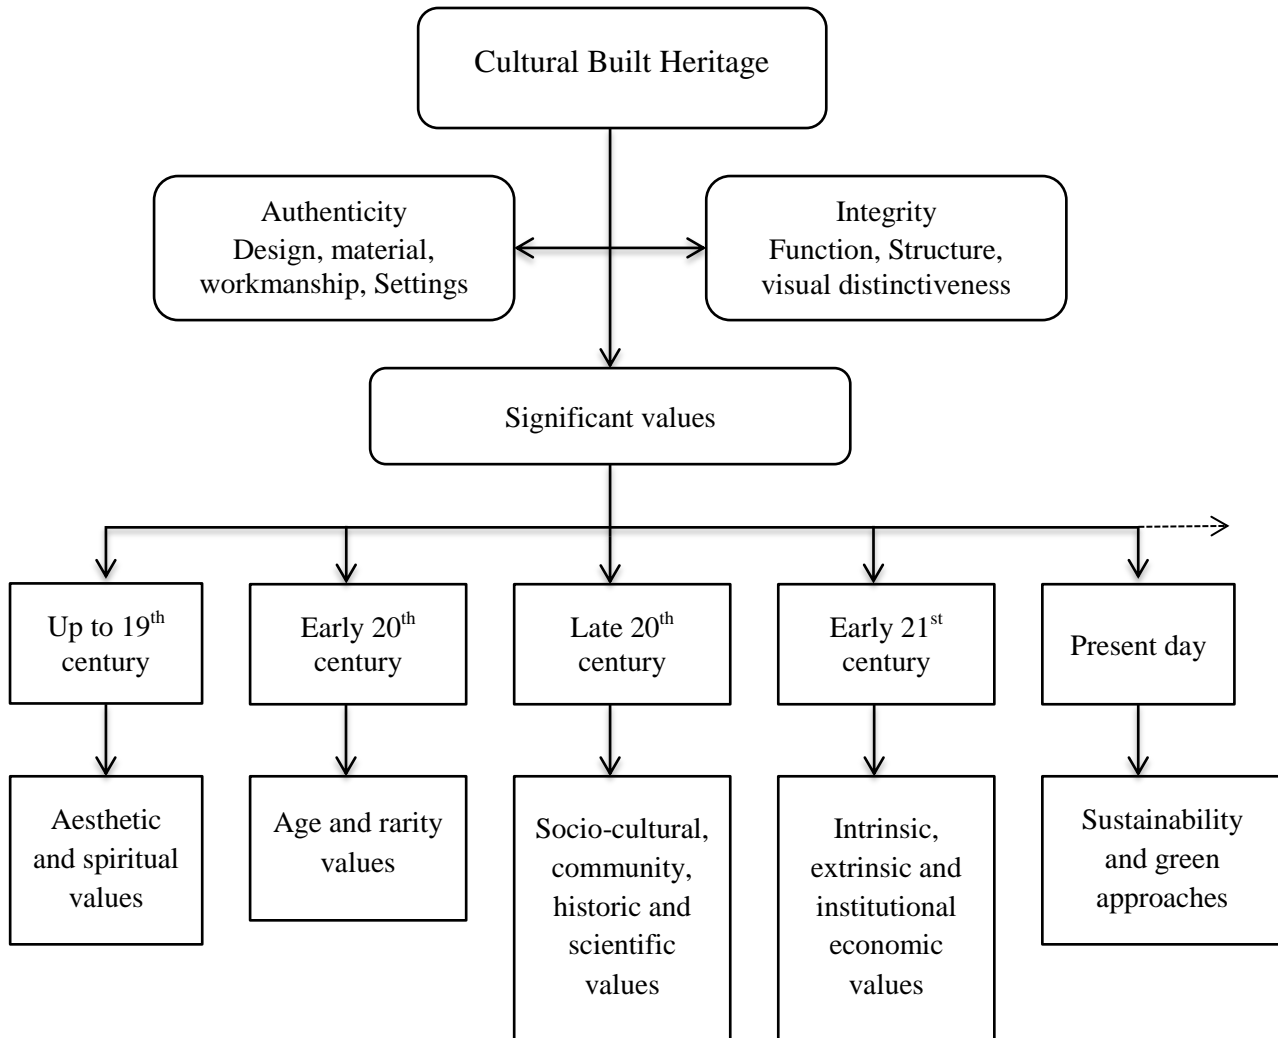 Cultural Built Heritage
Authenticity
Design, material,
workmanship, Settings
Integrity
Function, Structure,
visual distinctiveness
Significant values
Up to 19th
century
Early 20th
century
Late 20th
century
Early 21st
century
Present day
Aesthetic
and spiritual
values
Age and rarity
values
Socio-cultural,
community,
historic and
scientific
values
Intrinsic,
extrinsic and
institutional
economic
values
Sustainability
and green
approaches